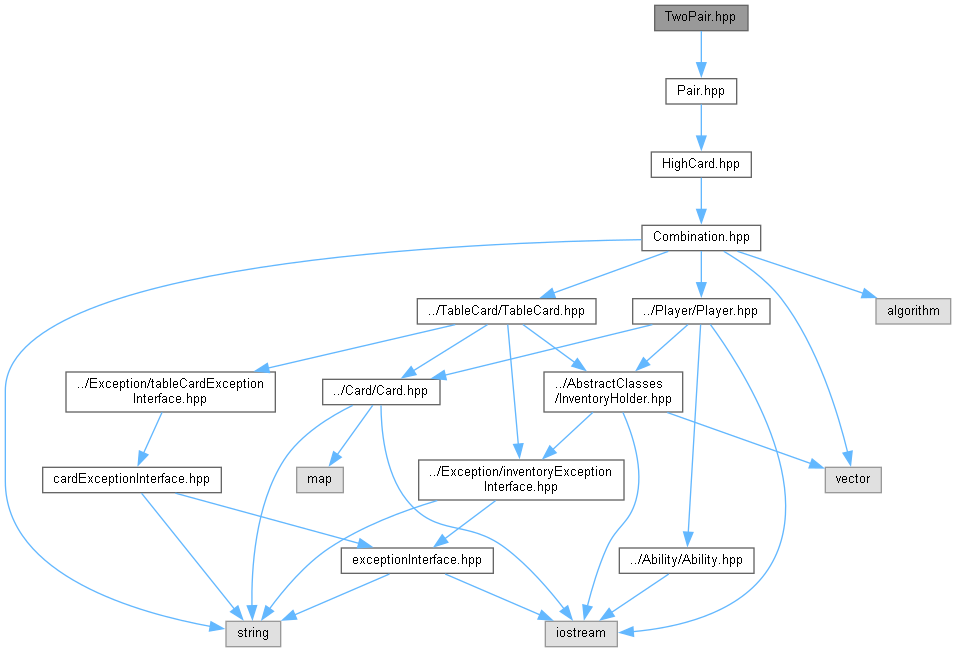 TwoPair.hpp
Pair.hpp
HighCard.hpp
Combination.hpp
../TableCard/TableCard.hpp
../Player/Player.hpp
algorithm
../Exception/tableCardException
Interface.hpp
../Card/Card.hpp
../AbstractClasses
/InventoryHolder.hpp
cardExceptionInterface.hpp
map
../Exception/inventoryException
Interface.hpp
vector
exceptionInterface.hpp
../Ability/Ability.hpp
string
iostream